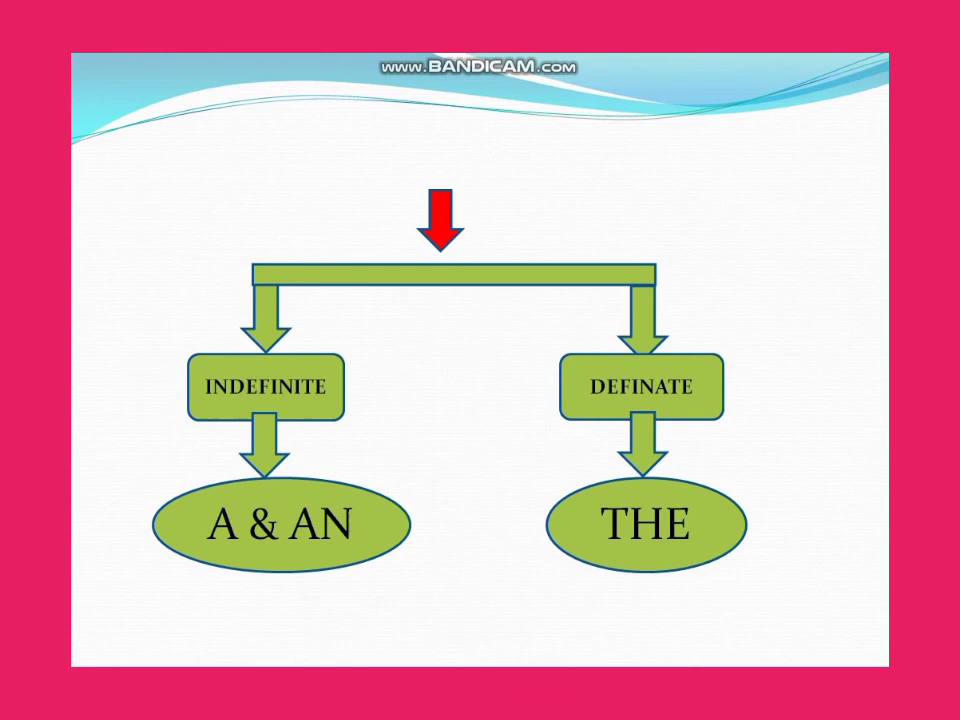 www.BANDICAM.COM
INDEFINITE
DEFINATE
A & AN
THE